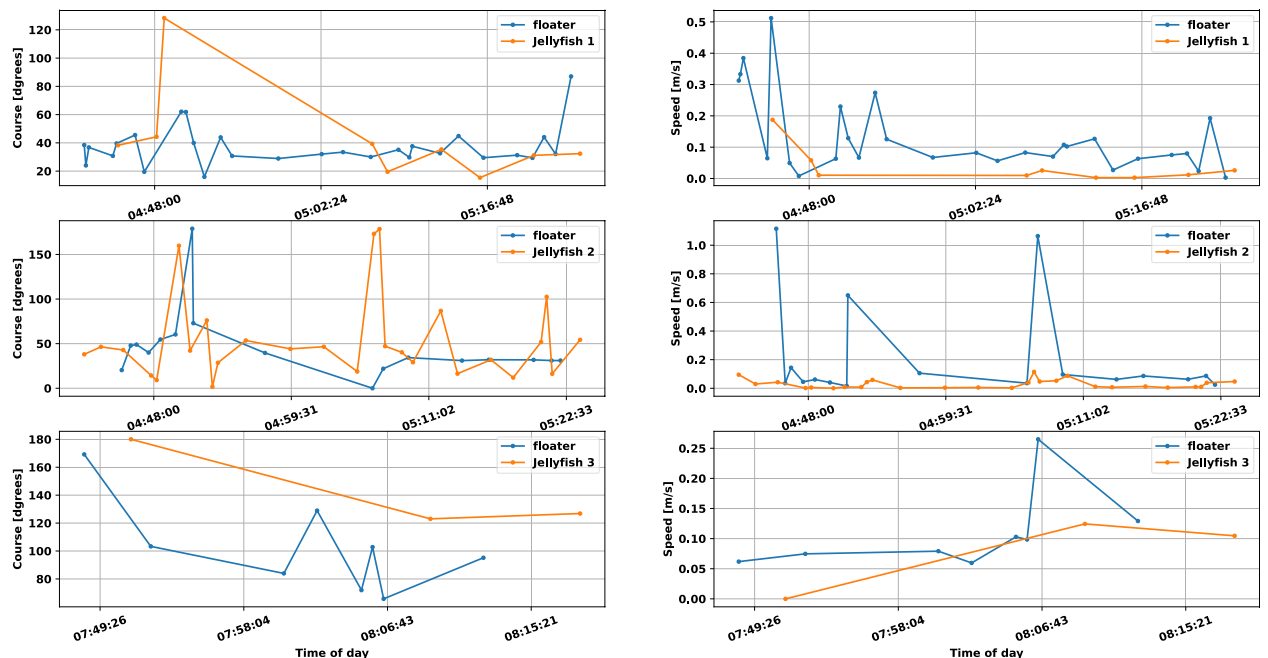 Course [dgrees]
120
100
80
60
40
20
floater
Jellyfish 1
04:48:00
05:02:24
05:16:48
Speed [m/s]
0.5
0.4
0.3
0.2
0.1
0.0
floater
Jellyfish 1
04:48:00
05:02:24
05:16:48
Course [dgrees]
150
100
50
0
floater
Jellyfish 2
04:48:00
04:59:31
05:11:02
05:22:33
Speed [m/s]
1.0
0.8
0.6
0.4
0.2
0.0
floater
Jellyfish 2
04:48:00
04:59:31
05:11:02
05:22:33
Course [dgrees]
180
160
140
120
100
80
floater
Jellyfish 3
07:49:26
07:58:04
08:06:43
08:15:21
Time of day
Speed [m/s]
0.25
0.20
0.15
0.10
0.05
0.00
floater
Jellyfish 3
07:49:26
07:58:04
08:06:43
08:15:21
Time of day